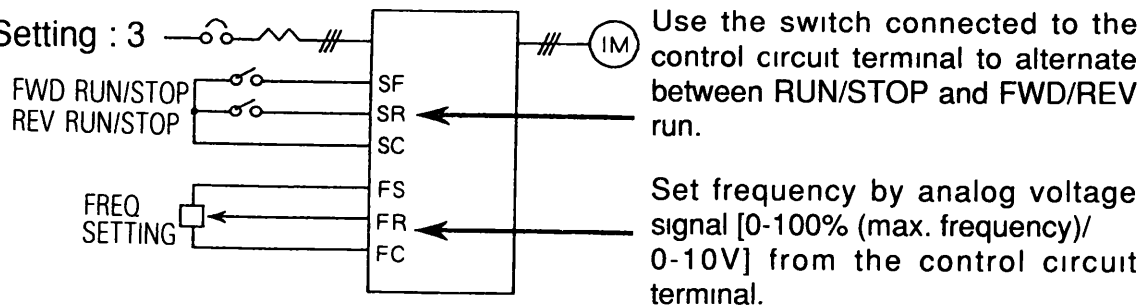 Setting : 3
IM
FWD RUN/STOP
REV RUN/STOP
SF
SR
SC
FREQ
SETTING
FS
FR
FC
Use the switch connected to the
control circuit terminal to alternate
between RUN/STOP and FWD/REV
run.
Set frequency by analog voltage
signal [0-100% (max. frequency)/
0-10V] from the control circuit
terminal.